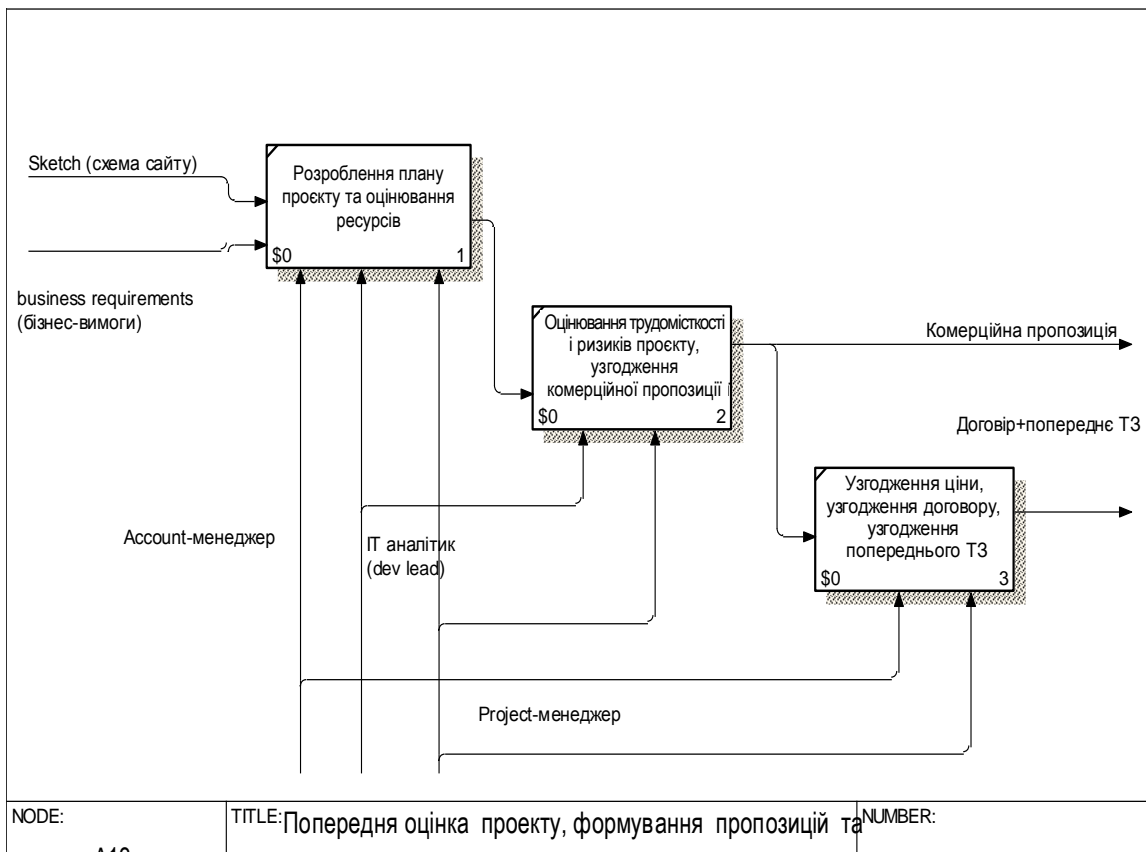 Sketch (схема сайту)
business requirements
(бізнес-вимоги)
Розроблення плану
проєкту та оцінювання
ресурсів
$0 1
Оцінювання трудомісткості
і ризиків проєкту,
узгодження
комерційної пропозиції
$0 2
Комерційна пропозиція
Договір+попереднє ТЗ
Узгодження ціни,
узгодження договору,
узгодження
попереднього ТЗ
$0 3
Account-менеджер
ІТ аналітик
(dev lead)
Project-менеджер
NODE:
TITLE: Попередня оцінка проекту, формування пропозицій та
NUMBER: